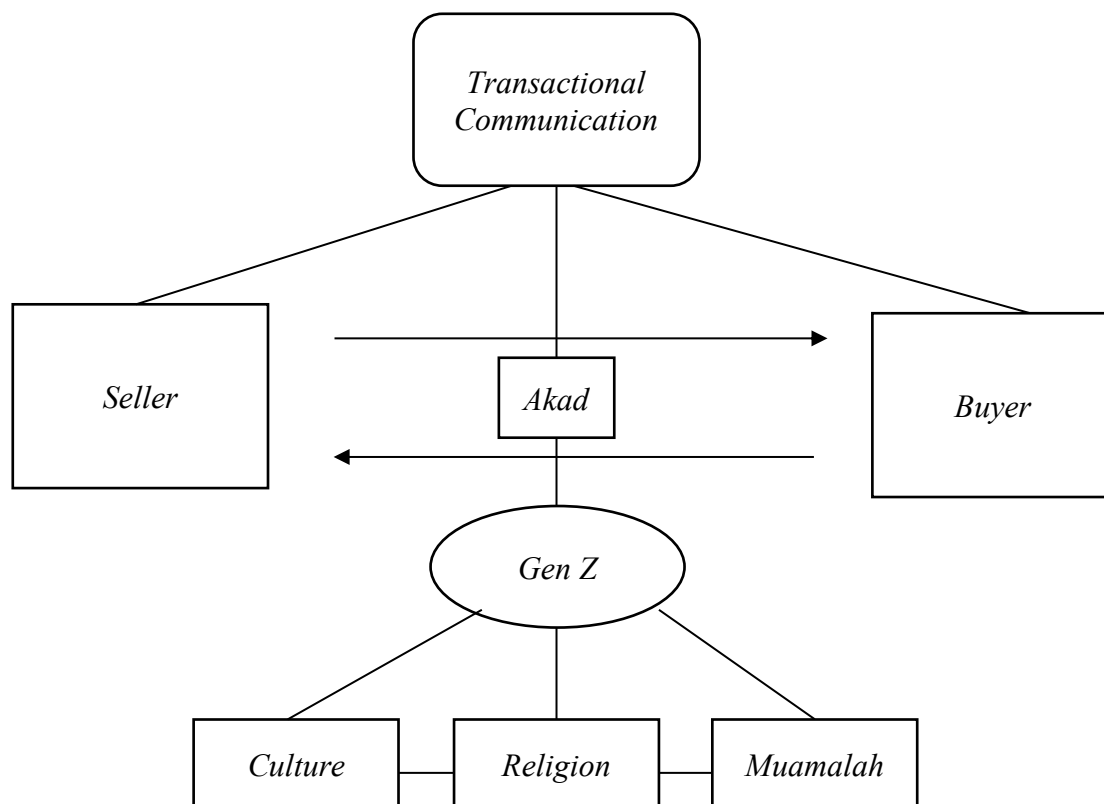 Transactional
Communication
Seller
Akad
Buyer
Gen Z
Culture
Religion
Muamalah